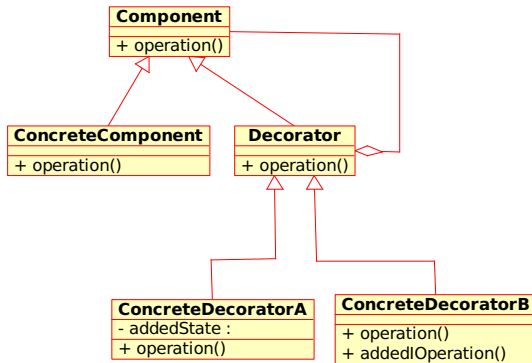 Component
+ operation()
ConcreteComponent
+ operation()
Decorator
+ operation()
ConcreteDecoratorA
- addedState :
+ operation()
ConcreteDecoratorB
+ operation()
+ addedIOperation()